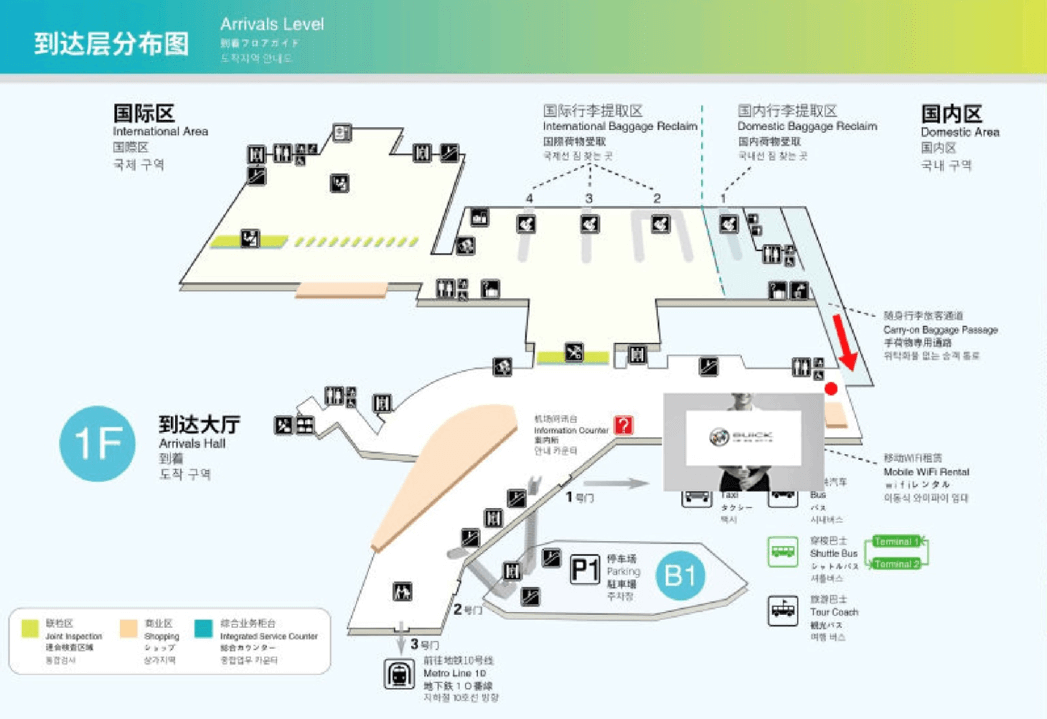 到达层分布图
Arrivals Level
到着フロアガイド
도착지역 안내도
国际区
International Area
国際区
국제 구역
国际行李提取区
International Baggage Reclaim
国際荷物受取
국제선 짐 찾는 곳
国内行李提取区
Domestic Baggage Reclaim
国内荷物受取
국내선 짐 찾는 곳
国内区
Domestic Area
国内区
국내 구역
4
3
2
1
随身行李旅客通道
Carry-on Baggage Passage
手荷物専用通路
위탁화물 없는 승객 통로
1F
到达大厅
Arrivals Hall
到着
도착 구역
机场问讯台
Information Counter
案内所
안내 카운터
?
BUICK
移动WiFi租赁
Mobile WiFi Rental
wifiレンタル
이동식 와이파이 임대
1号门
Taxi
タクシー
택시
汽车
Bus
バス
시내버스
穿梭巴士
Shuttle Bus
シャトルバス
셔틀버스
Terminal 1
Terminal 2
旅游巴士
Tour Coach
観光バス
여행 버스
P1
停车场
Parking
駐車場
주차장
B1
2号门
3号门
前往地铁10号线
Metro Line 10
地下鉄10番線
지하철 10호선 방향
联检区
Joint Inspection
連合検査区域
통합검사
商业区
Shopping
ショップ
상가지역
综合业务柜台
Integrated Service Counter
総合カウンター
종합업무 카운터